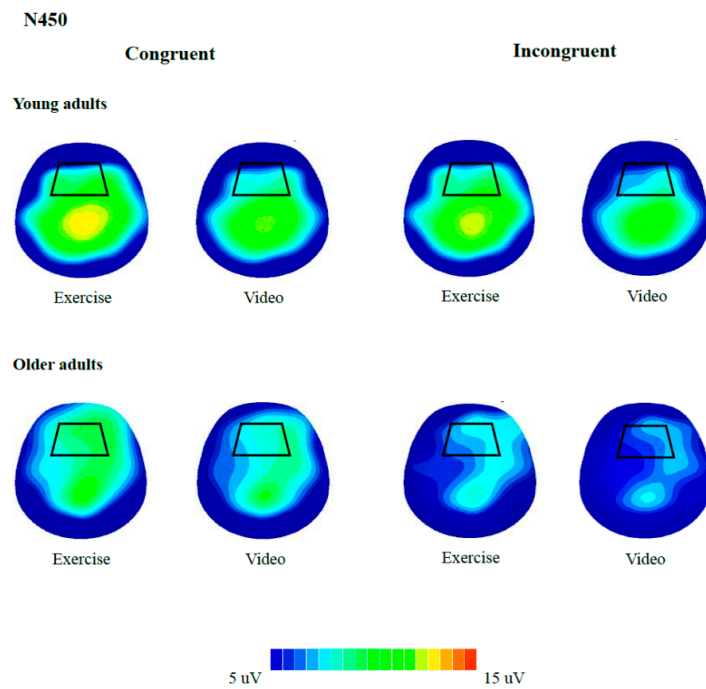 N450
Congruent
Incongruent
Young adults
Exercise
Video
Exercise
Video
Older adults
Exercise
Video
Exercise
Video
5 uV
15 uV